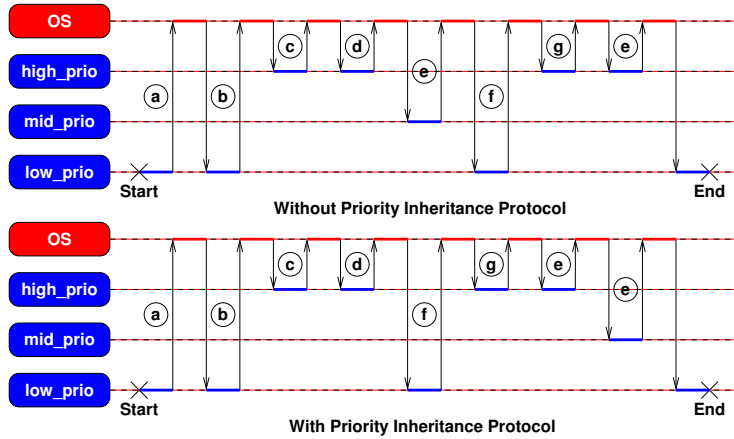 OS
c d g e
high_prio
a b e f
mid_prio
low_prio
Start End
Without Priority Inheritance Protocol
OS
c d g e
high_prio
e
a b f
mid_prio
low_prio
Start End
With Priority Inheritance Protocol